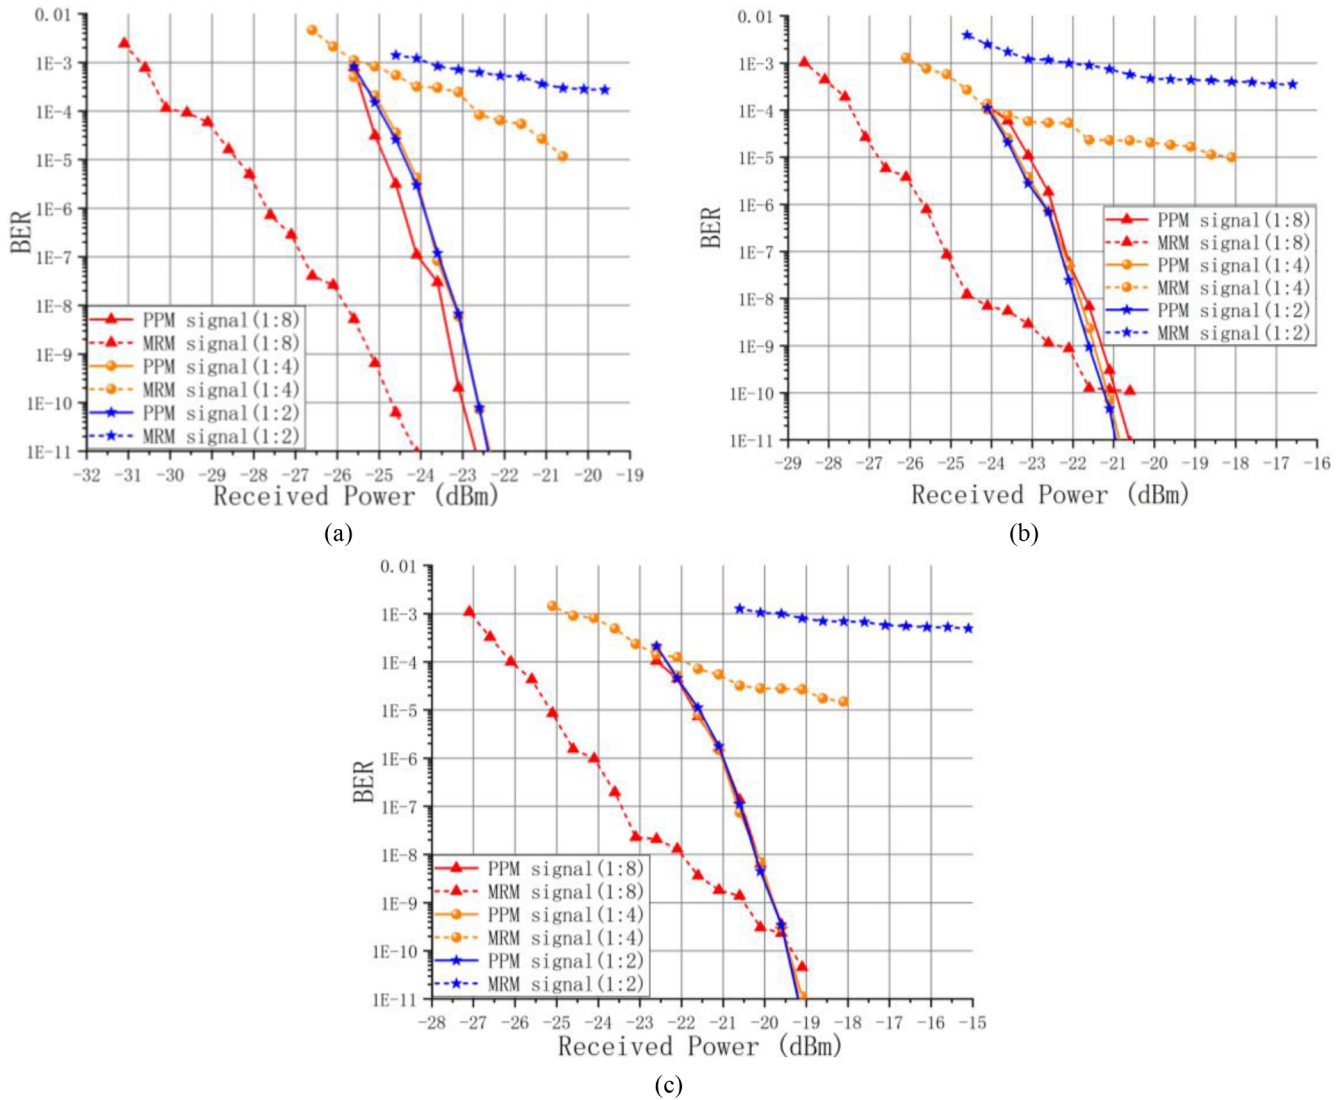 0.01
1E-3
1E-4
1E-5
1E-6
1E-7
1E-8
1E-9
1E-10
1E-11
BER
PPM signal(1:8)
MRM signal(1:8)
PPM signal(1:4)
MRM signal(1:4)
PPM signal(1:2)
MRM signal(1:2)
-32 -31 -30 -29 -28 -27 -26 -25 -24 -23 -22 -21 -20 -19
Received Power (dBm)
(a)
0.01
1E-3
1E-4
1E-5
1E-6
1E-7
1E-8
1E-9
1E-10
1E-11
BER
PPM signal(1:8)
MRM signal(1:8)
PPM signal(1:4)
MRM signal(1:4)
PPM signal(1:2)
MRM signal(1:2)
-29 -28 -27 -26 -25 -24 -23 -22 -21 -20 -19 -18 -17 -16
Received Power (dBm)
(b)
0.01
1E-3
1E-4
1E-5
1E-6
1E-7
1E-8
1E-9
1E-10
1E-11
BER
PPM signal(1:8)
MRM signal(1:8)
PPM signal(1:4)
MRM signal(1:4)
PPM signal(1:2)
MRM signal(1:2)
-28 -27 -26 -25 -24 -23 -22 -21 -20 -19 -18 -17 -16 -15
Received Power (dBm)
(c)